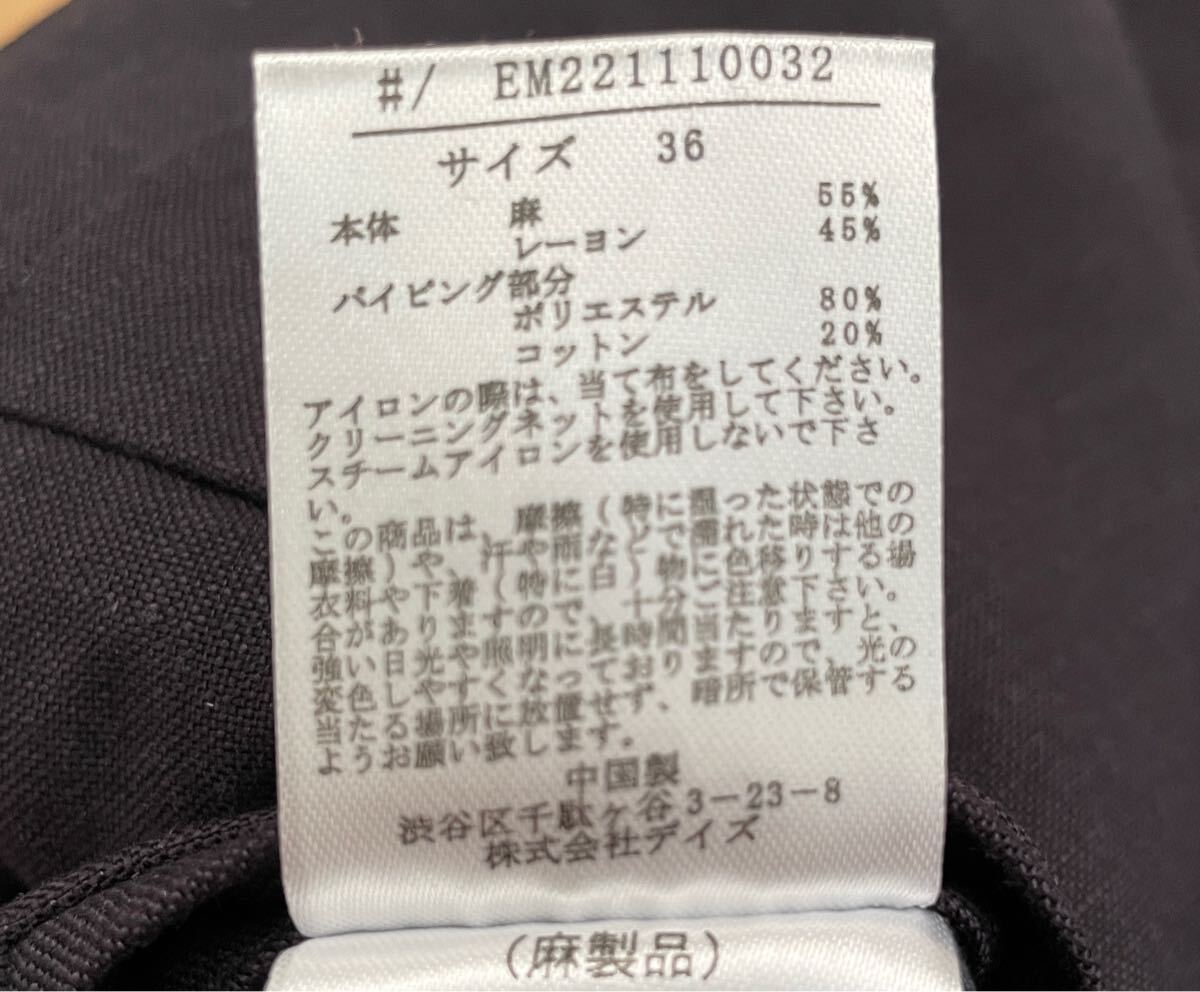 #/ EM221110032
サイズ 36
本体 麻 55%
レーヨン 45%
パイピング部分
ポリエステル 80%
コットン 20%
アイロンの際は、当て布をしてください。
クリーニングネットを使用して下さい。
スチームアイロンを使用しないで下さ
い。
この商品は、摩擦(特に湿った状態での
摩擦)や、汗や雨などで濡れた時は他の
衣料や下着(特に白)物に色移りする場
合がありますので、十分にご注意下さい。
強い日光や照明に、長時間当たりますと、
変色しやすくなっておりますので、光の
当たる場所に放置せず、暗所で保管する
ようお願い致します。
中国製
渋谷区千駄ケ谷3-23-8
株式会社デイズ
(麻製品)